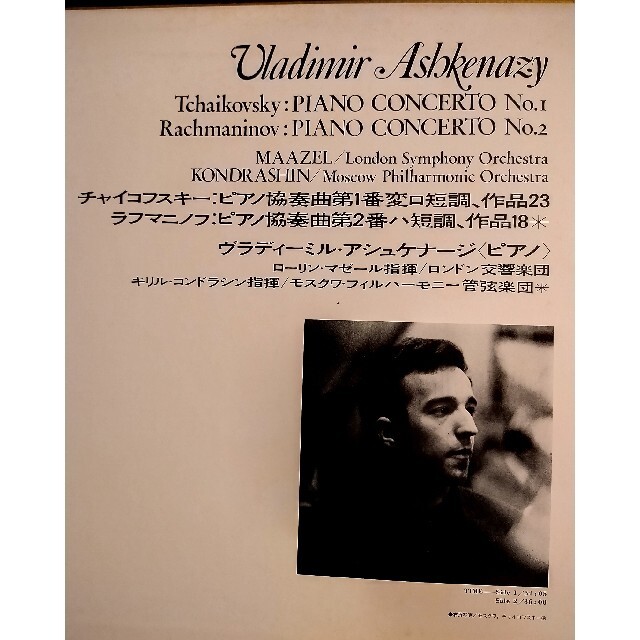 Vladimir Ashkenazy
Tchaikovsky: PIANO CONCERTO No.1
Rachmaninov: PIANO CONCERTO No.2
MAAZEL/London Symphony Orchestra
KONDRASHIN/Moscow Philharmonic Orchestra
チャイコフスキー:ピアノ協奏曲第1番変ロ短調、作品23
ラフマニノフ:ピアノ協奏曲第2番ハ短調、作品18✳
ヴラディーミル・アシュケナージ〈ピアノ〉
ローリン・マゼール指揮/ロンドン交響楽団
キリル・コンドラシン指揮/モスクワ・フィルハーモニー管弦楽団✳
TIME—Side 1
Side 2